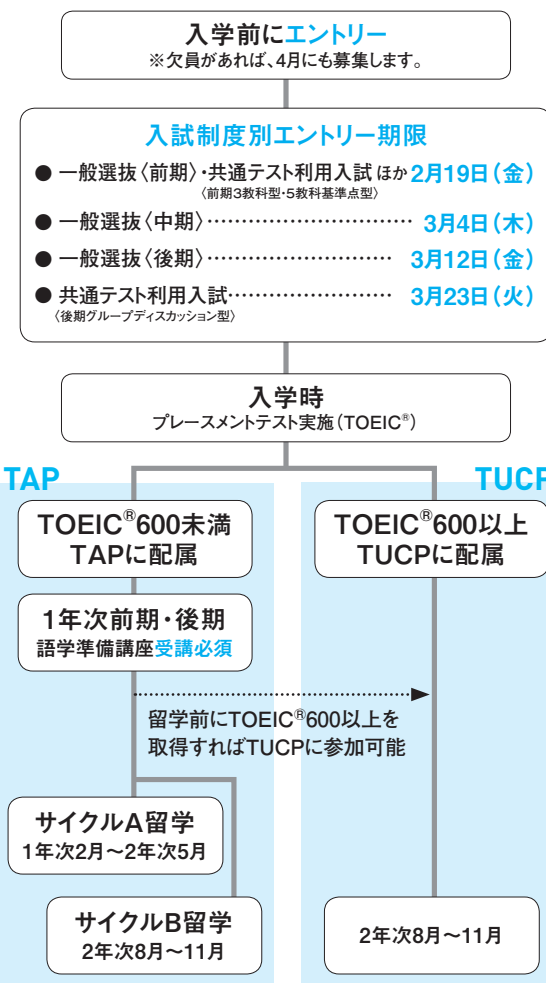 入学前にエントリー
※欠員があれば、4月にも募集します。
入試制度別エントリー期限
● 一般選抜〈前期〉・共通テスト利用入試 ほか 2月19日(金)
〈前期3教科型・5教科基準点型〉
● 一般選抜〈中期〉…………………………… 3月4日(木)
● 一般選抜〈後期〉………………………… 3月12日(金)
● 共通テスト利用入試…………………… 3月23日(火)
〈後期グループディスカッション型〉
入学時
プレースメントテスト実施(TOEIC®)
TAP
TOEIC®600未満
TAPに配属
1年次前期・後期
語学準備講座受講必須
TUCP
TOEIC®600以上
TUCPに配属
留学前にTOEIC®600以上を
取得すればTUCPに参加可能
サイクルA留学
1年次2月〜2年次5月
サイクルB留学
2年次8月〜11月
2年次8月〜11月